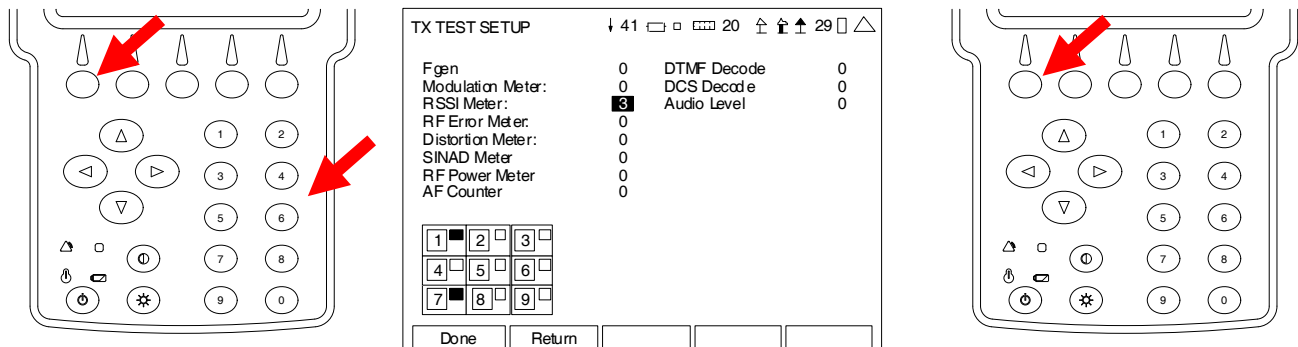 1 2
3 4
5 6
7 8
9 0
TX TEST SETUP 41 20 29
Fgen 0 DTMF Decode 0
Modulation Meter: 0 DCS Decode 0
RSSI Meter: 3 Audio Level 0
RF Error Meter: 0
Distortion Meter: 0
SINAD Meter 0
RF Power Meter 0
AF Counter 0
1 2 3
4 5 6
7 8 9
Done Return
1 2
3 4
5 6
7 8
9 0